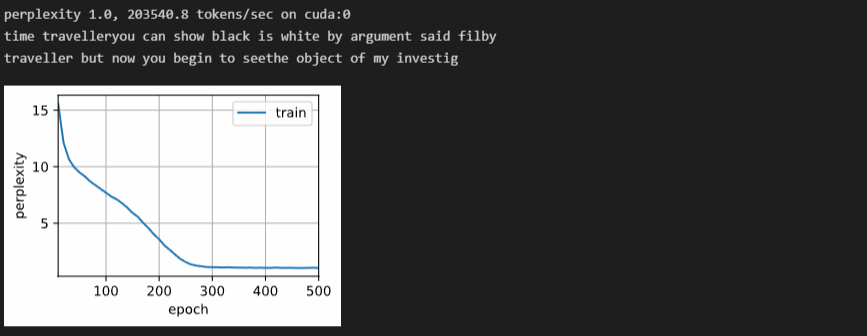 perplexity 1.0, 203540.8 tokens/sec on cuda:0
time travelleryou can show black is white by argument said filby
traveller but now you begin to seethe object of my investig
train
15
10
5
perplexity
100 200 300 400 500
epoch